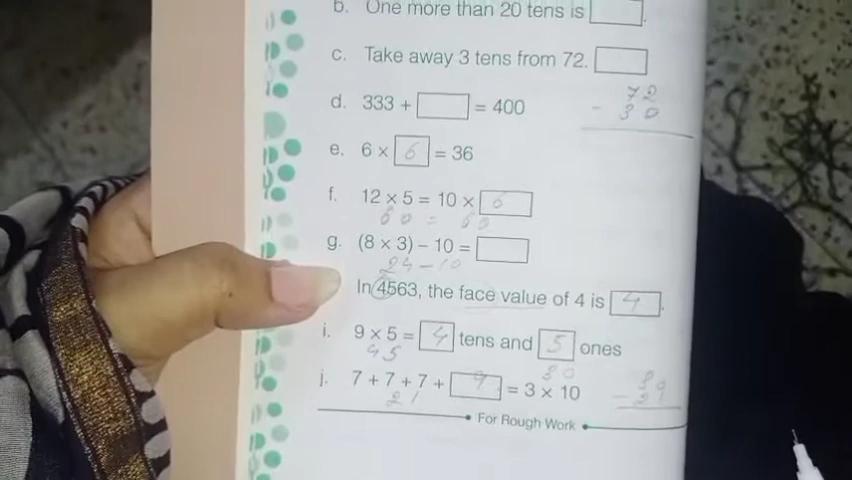 b. One more than 20 tens is
c. Take away 3 tens from 72.
72
- 30
d. 333 + = 400
e. 6 × 6 = 36
f. 12 × 5 = 10 × 6
60 = 60
g. (8 × 3) – 10 =
24 – 10
In 4563, the face value of 4 is 4.
i. 9 × 5 = 4 tens and 5 ones
45
30
j. 7 + 7 + 7 + 9 = 3 × 10
21
- 21
For Rough Work